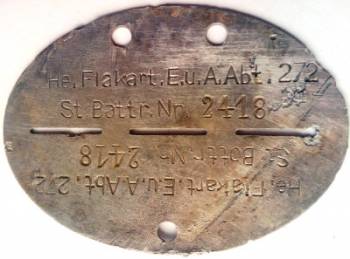 He. Flakart. E.u.A.Abt. 272
St. Battr. Nr. 2418
St. Battr. Nr. 2418
He. Flakart. E.u.A.Abt. 272